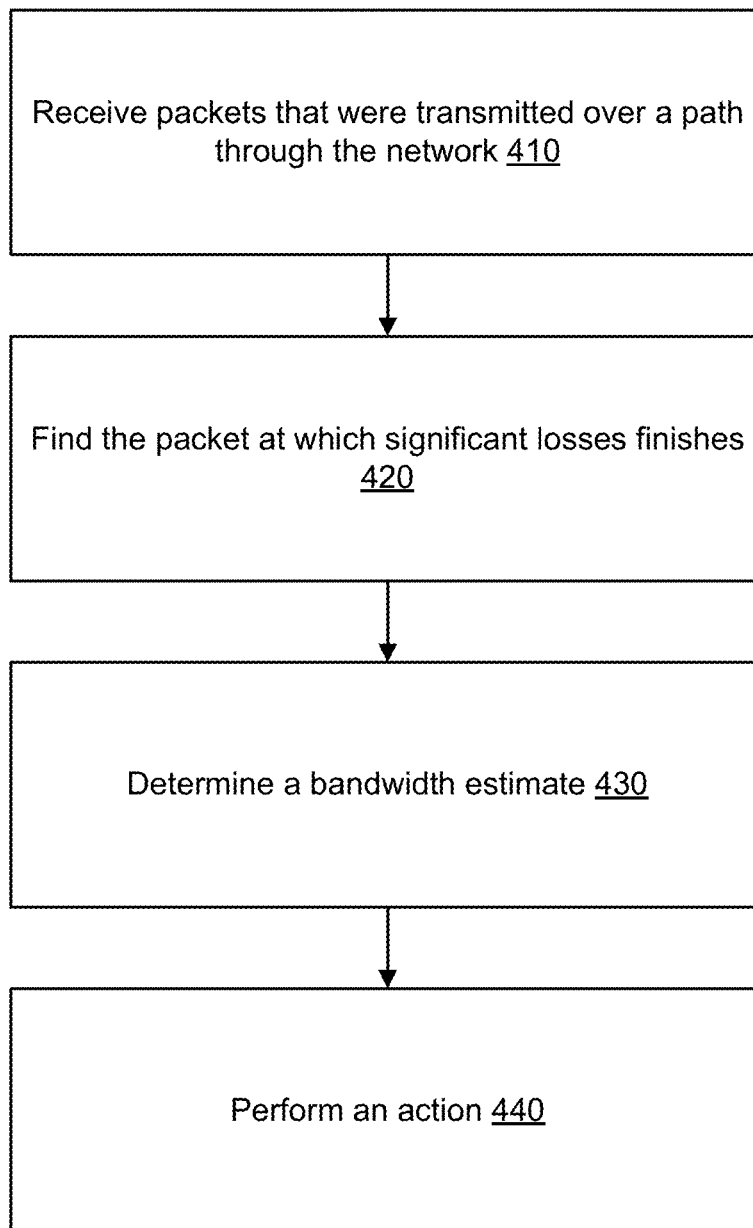 Receive packets that were transmitted over a path
through the network 410
Find the packet at which significant losses finishes
420
Determine a bandwidth estimate 430
Perform an action 440